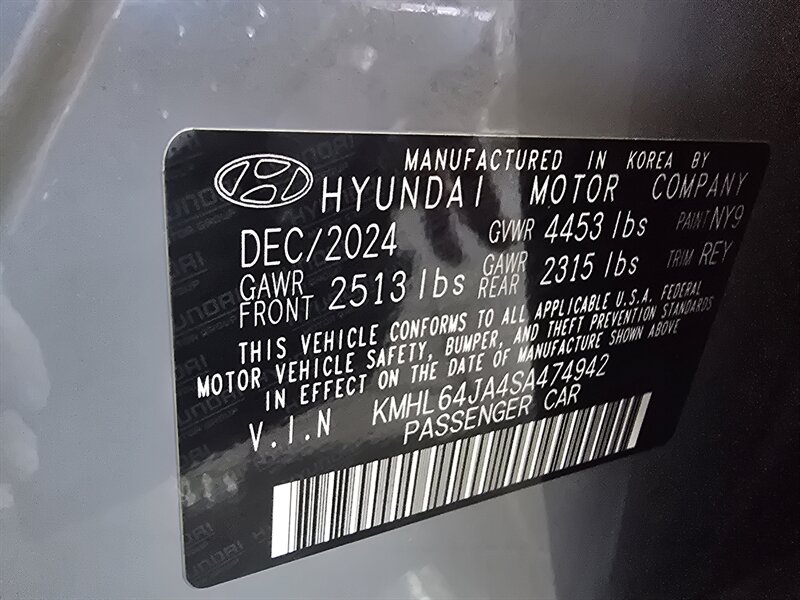 MANUFACTURED IN KOREA BY
HYUNDAI MOTOR COMPANY
DEC/2024 GVWR 4453 lbs PAINT NY9
GAWR FRONT 2513 lbs GAWR REAR 2315 lbs TRIM REY
THIS VEHICLE CONFORMS TO ALL APPLICABLE U.S.A. FEDERAL
MOTOR VEHICLE SAFETY, BUMPER, AND THEFT PREVENTION STANDARDS
IN EFFECT ON THE DATE OF MANUFACTURE SHOWN ABOVE
V.I.N KMHL64JA4SA474942
PASSENGER CAR